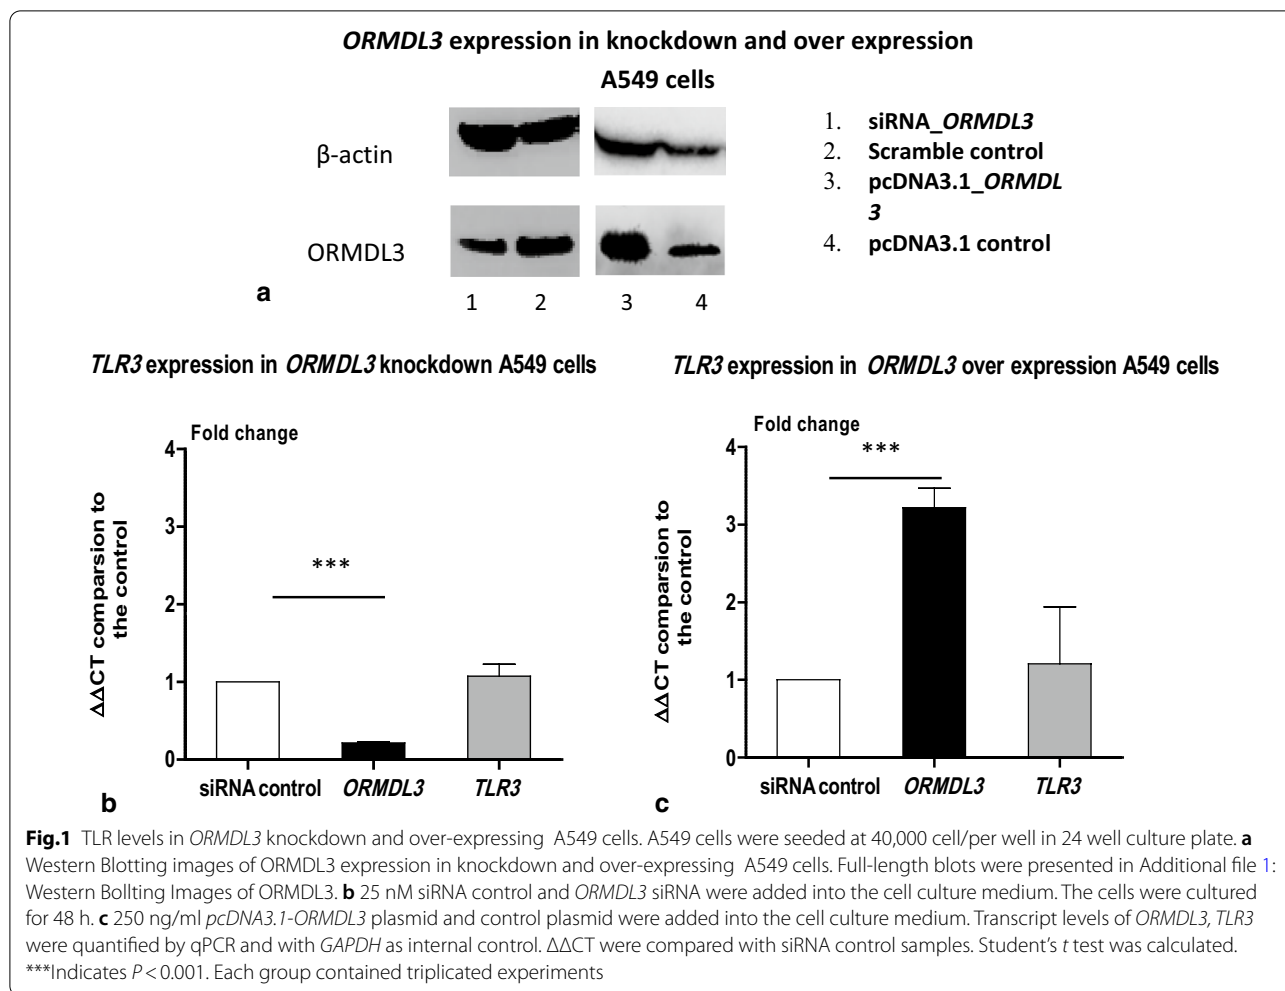 ORMDL3 expression in knockdown and over expression
A549 cells
β-actin
ORMDL3
a
1 2 3 4
1. siRNA_ORMDL3
2. Scramble control
3. pcDNA3.1_ORMDL
3
4. pcDNA3.1 control
TLR3 expression in ORMDL3 knockdown A549 cells
Fold change
ΔΔCT comparsion to
the control
4
3
2
1
0
***
siRNA control ORMDL3 TLR3
b
TLR3 expression in ORMDL3 over expression A549 cells
Fold change
ΔΔCT comparsion to
the control
4
3
2
1
0
***
siRNA control ORMDL3 TLR3
c
Fig.1 TLR levels in ORMDL3 knockdown and over-expressing A549 cells. A549 cells were seeded at 40,000 cell/per well in 24 well culture plate. a
Western Blotting images of ORMDL3 expression in knockdown and over-expressing A549 cells. Full-length blots were presented in Additional file 1:
Western Bollting Images of ORMDL3. b 25 nM siRNA control and ORMDL3 siRNA were added into the cell culture medium. The cells were cultured
for 48 h. c 250 ng/ml pcDNA3.1-ORMDL3 plasmid and control plasmid were added into the cell culture medium. Transcript levels of ORMDL3, TLR3
were quantified by qPCR and with GAPDH as internal control. ΔΔCT were compared with siRNA control samples. Student's t test was calculated.
***Indicates P < 0.001. Each group contained triplicated experiments